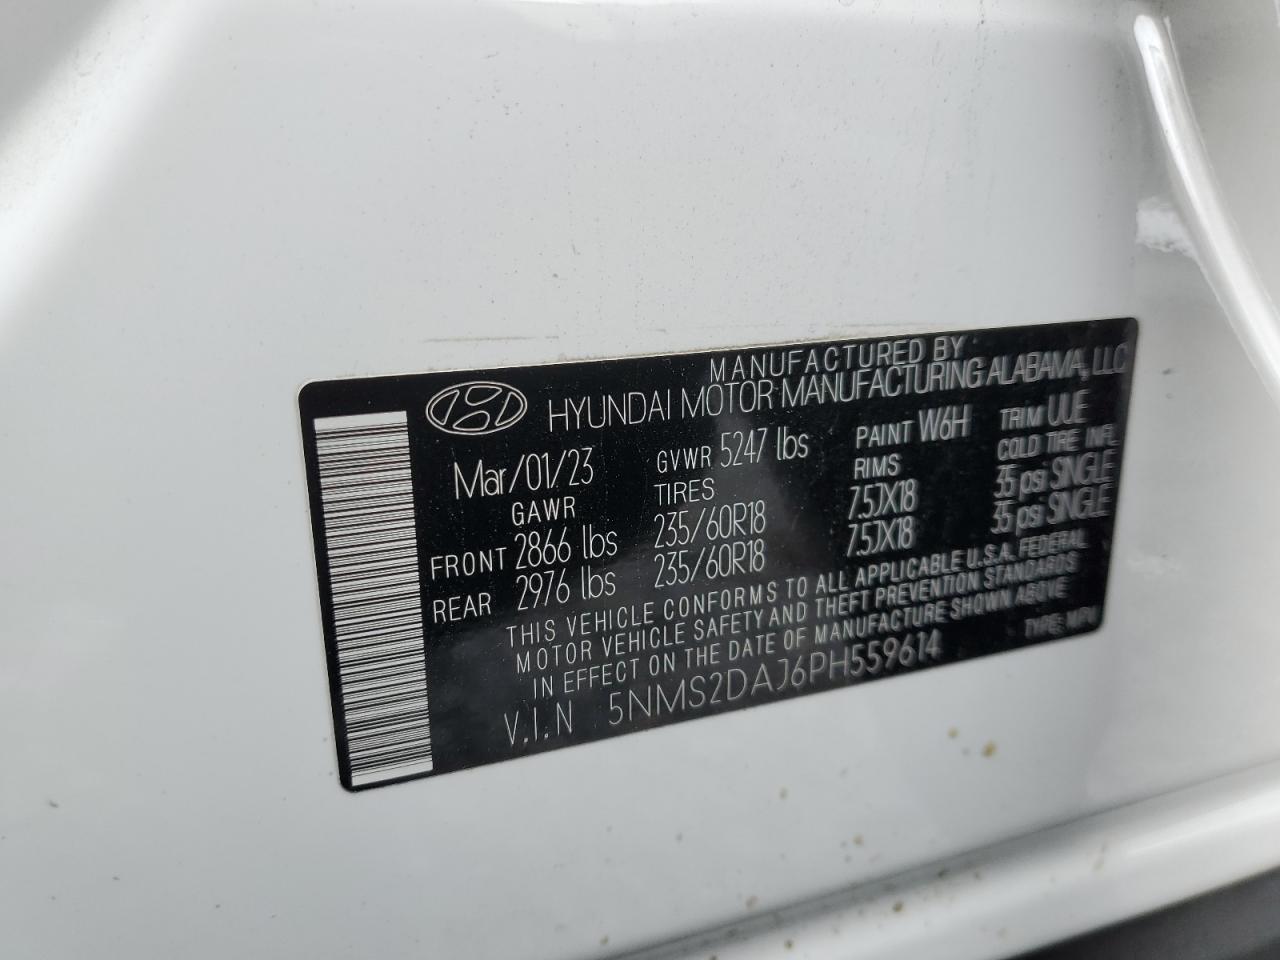 MANUFACTURED BY
HYUNDAI MOTOR MANUFACTURING ALABAMA, LLC
Mar/01/23 GVWR 5247 lbs PAINT W6H TRIM UUE
GAWR TIRES RIMS COLD TIRE INFL.
FRONT 2866 lbs 235/60R18 7.5JX18 35 psi SINGLE
REAR 2976 lbs 235/60R18 7.5JX18 35 psi SINGLE
THIS VEHICLE CONFORMS TO ALL APPLICABLE U.S.A. FEDERAL
MOTOR VEHICLE SAFETY AND THEFT PREVENTION STANDARDS
IN EFFECT ON THE DATE OF MANUFACTURE SHOWN ABOVE
V.I.N 5NMS2DAJ6PH559614 TYPE: MPV